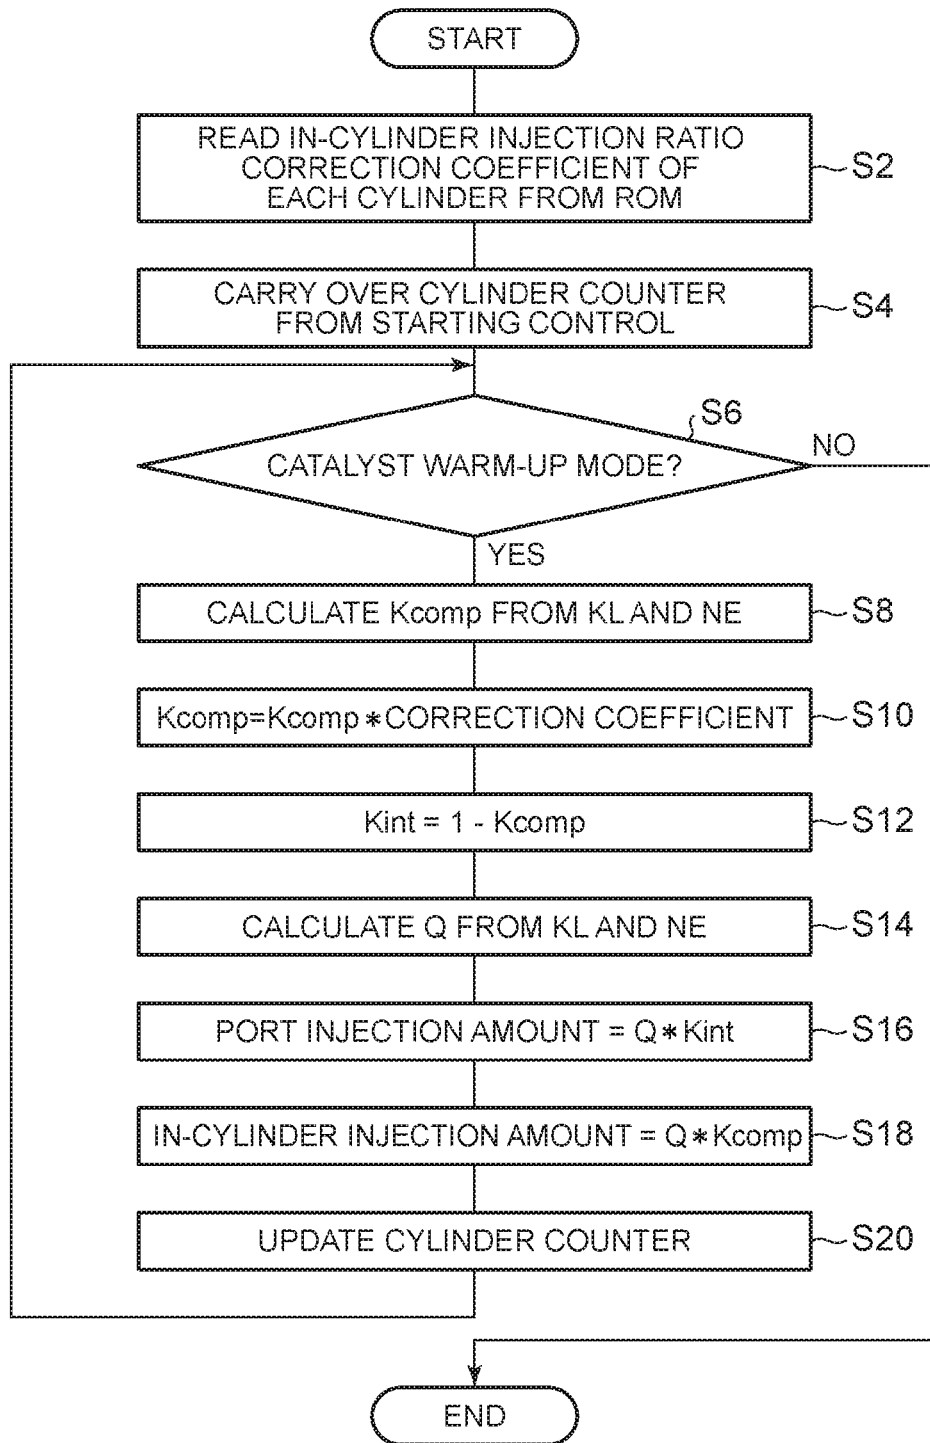 START
READ IN-CYLINDER INJECTION RATIO
CORRECTION COEFFICIENT OF
EACH CYLINDER FROM ROM
S2
CARRY OVER CYLINDER COUNTER
FROM STARTING CONTROL
S4
S6
CATALYST WARM-UP MODE?
NO
YES
CALCULATE Kcomp FROM KL AND NE
S8
Kcomp=Kcomp*CORRECTION COEFFICIENT
S10
Kint = 1 - Kcomp
S12
CALCULATE Q FROM KL AND NE
S14
PORT INJECTION AMOUNT = Q*Kint
S16
IN-CYLINDER INJECTION AMOUNT = Q*Kcomp
S18
UPDATE CYLINDER COUNTER
S20
END